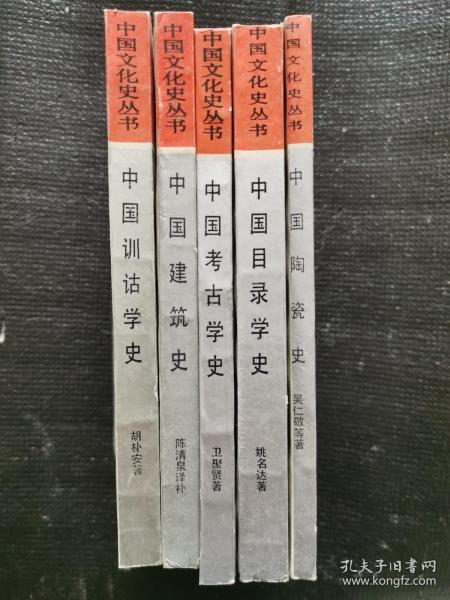 中国文化史丛书
中国训诂学史
胡朴安著
中国文化史丛书
中国建筑史
陈清泉译补
中国文化史丛书
中国考古学史
卫聚贤著
中国文化史丛书
中国目录学史
姚名达著
中国文化史丛书
中国陶瓷史
吴仁敬等著
孔夫子旧书网
www.kongfz.com